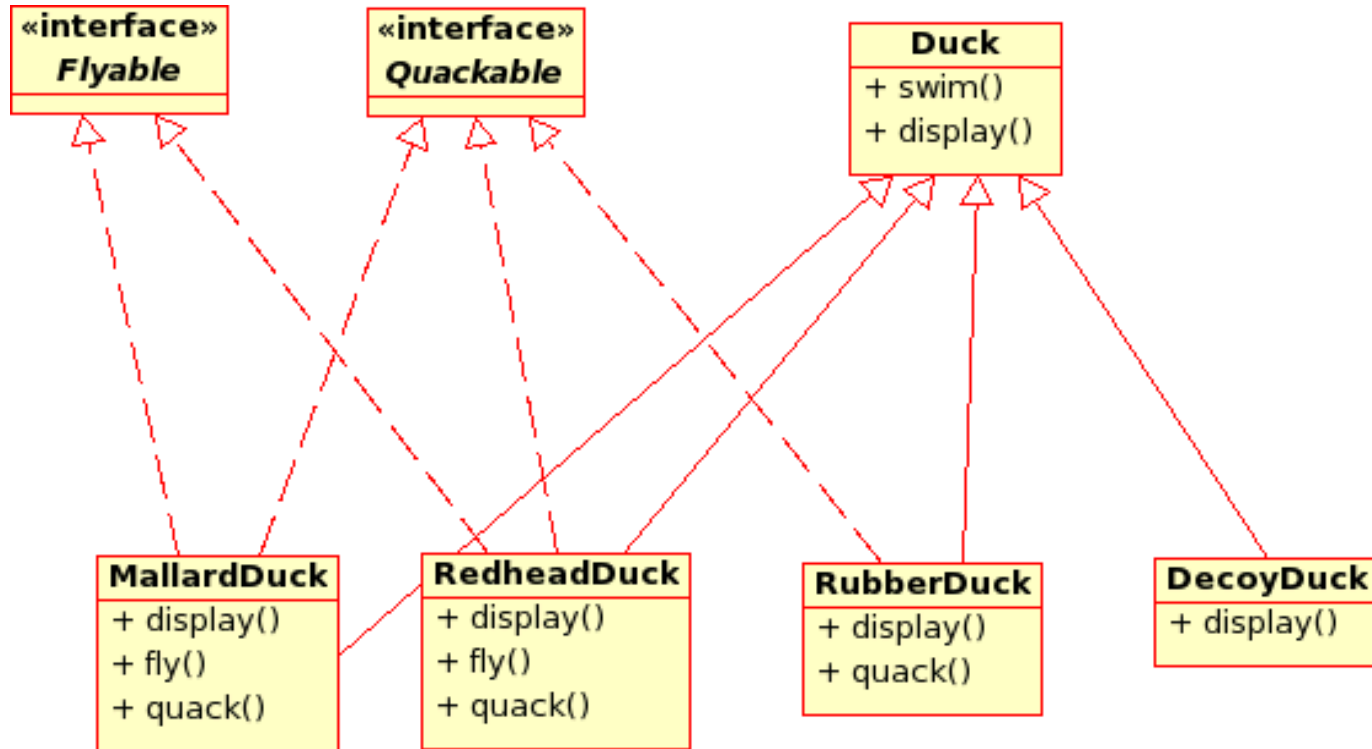 «interface»
Flyable
«interface»
Quackable
Duck
+ swim()
+ display()
MallardDuck
+ display()
+ fly()
+ quack()
RedheadDuck
+ display()
+ fly()
+ quack()
RubberDuck
+ display()
+ quack()
DecoyDuck
+ display()